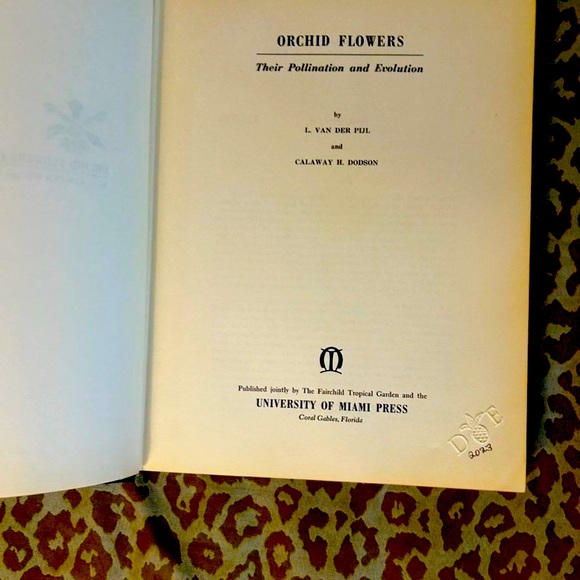 ORCHID FLOWERS
Their Pollination and Evolution
by
L. VAN DER PIJL
and
CALAWAY H. DODSON
Published jointly by The Fairchild Tropical Garden and the
UNIVERSITY OF MIAMI PRESS
Coral Gables, Florida
D E
2023